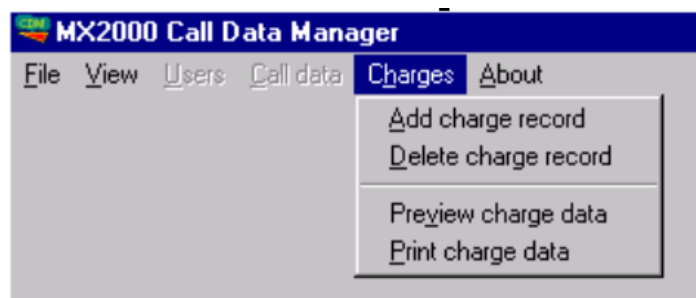 CDM MX2000 Call Data Manager
File View Users Call data Charges About
Add charge record
Delete charge record
Preview charge data
Print charge data